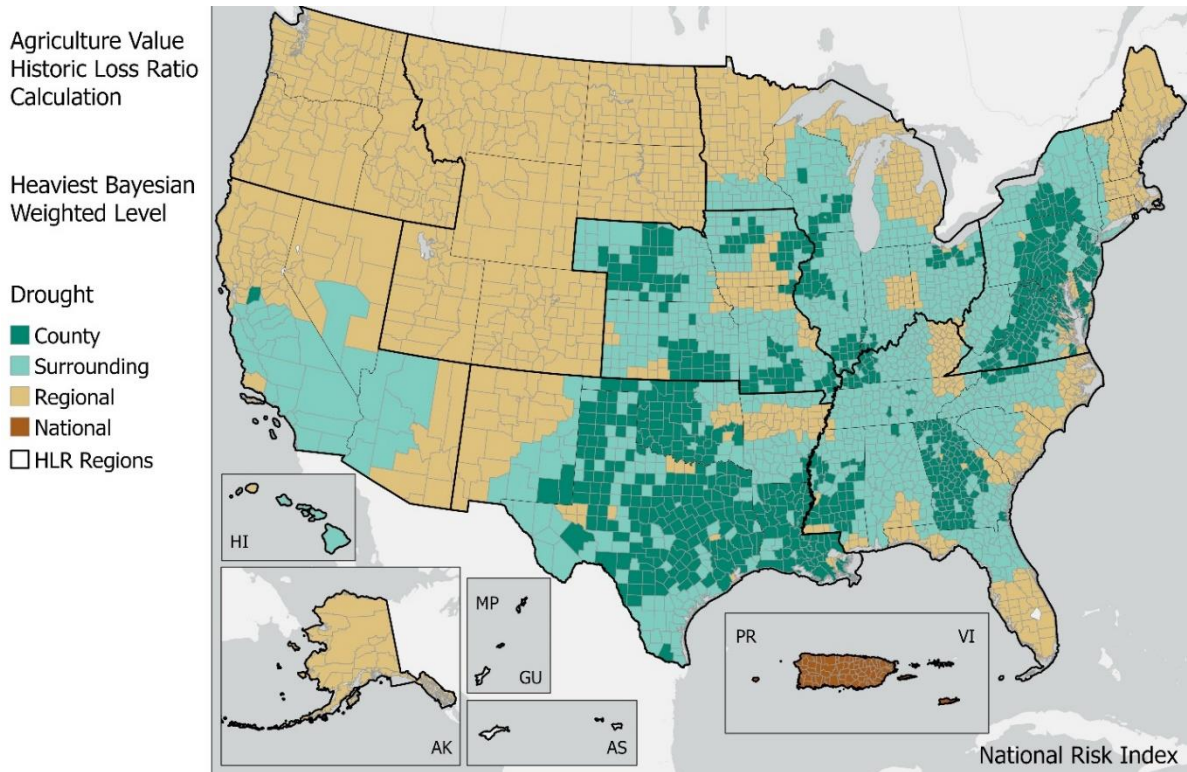 Agriculture Value
Historic Loss Ratio
Calculation
Heaviest Bayesian
Weighted Level
Drought
County
Surrounding
Regional
National
HLR Regions
HI
AK
MP
GU
AS
PR
VI
National Risk Index